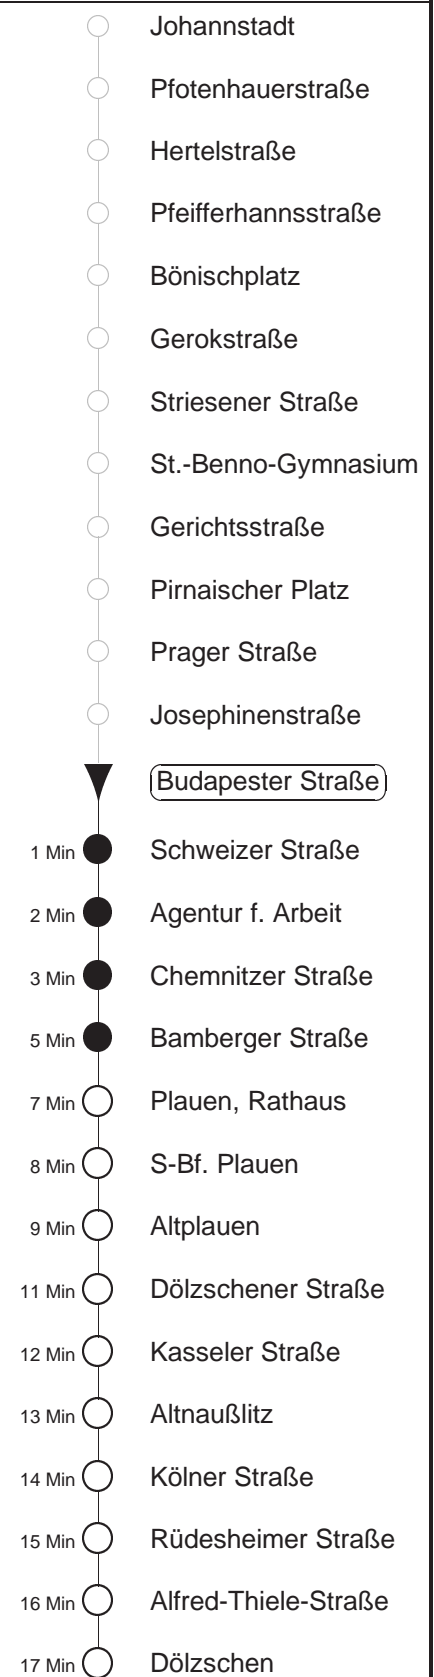 Johannstadt
Pfotenhauerstraße
Hertelstraße
Pfeifferhannsstraße
Bönischplatz
Gerokstraße
Striesener Straße
St.-Benno-Gymnasium
Gerichtsstraße
Pirnaischer Platz
Prager Straße
Josephinenstraße
Budapester Straße
1 Min Schweizer Straße
2 Min Agentur f. Arbeit
3 Min Chemnitzer Straße
5 Min Bamberger Straße
7 Min Plauen, Rathaus
8 Min S-Bf. Plauen
9 Min Altplauen
11 Min Dölzschener Straße
12 Min Kasseler Straße
13 Min Altnaußlitz
14 Min Kölner Straße
15 Min Rüdesheimer Straße
16 Min Alfred-Thiele-Straße
17 Min Dölzschen